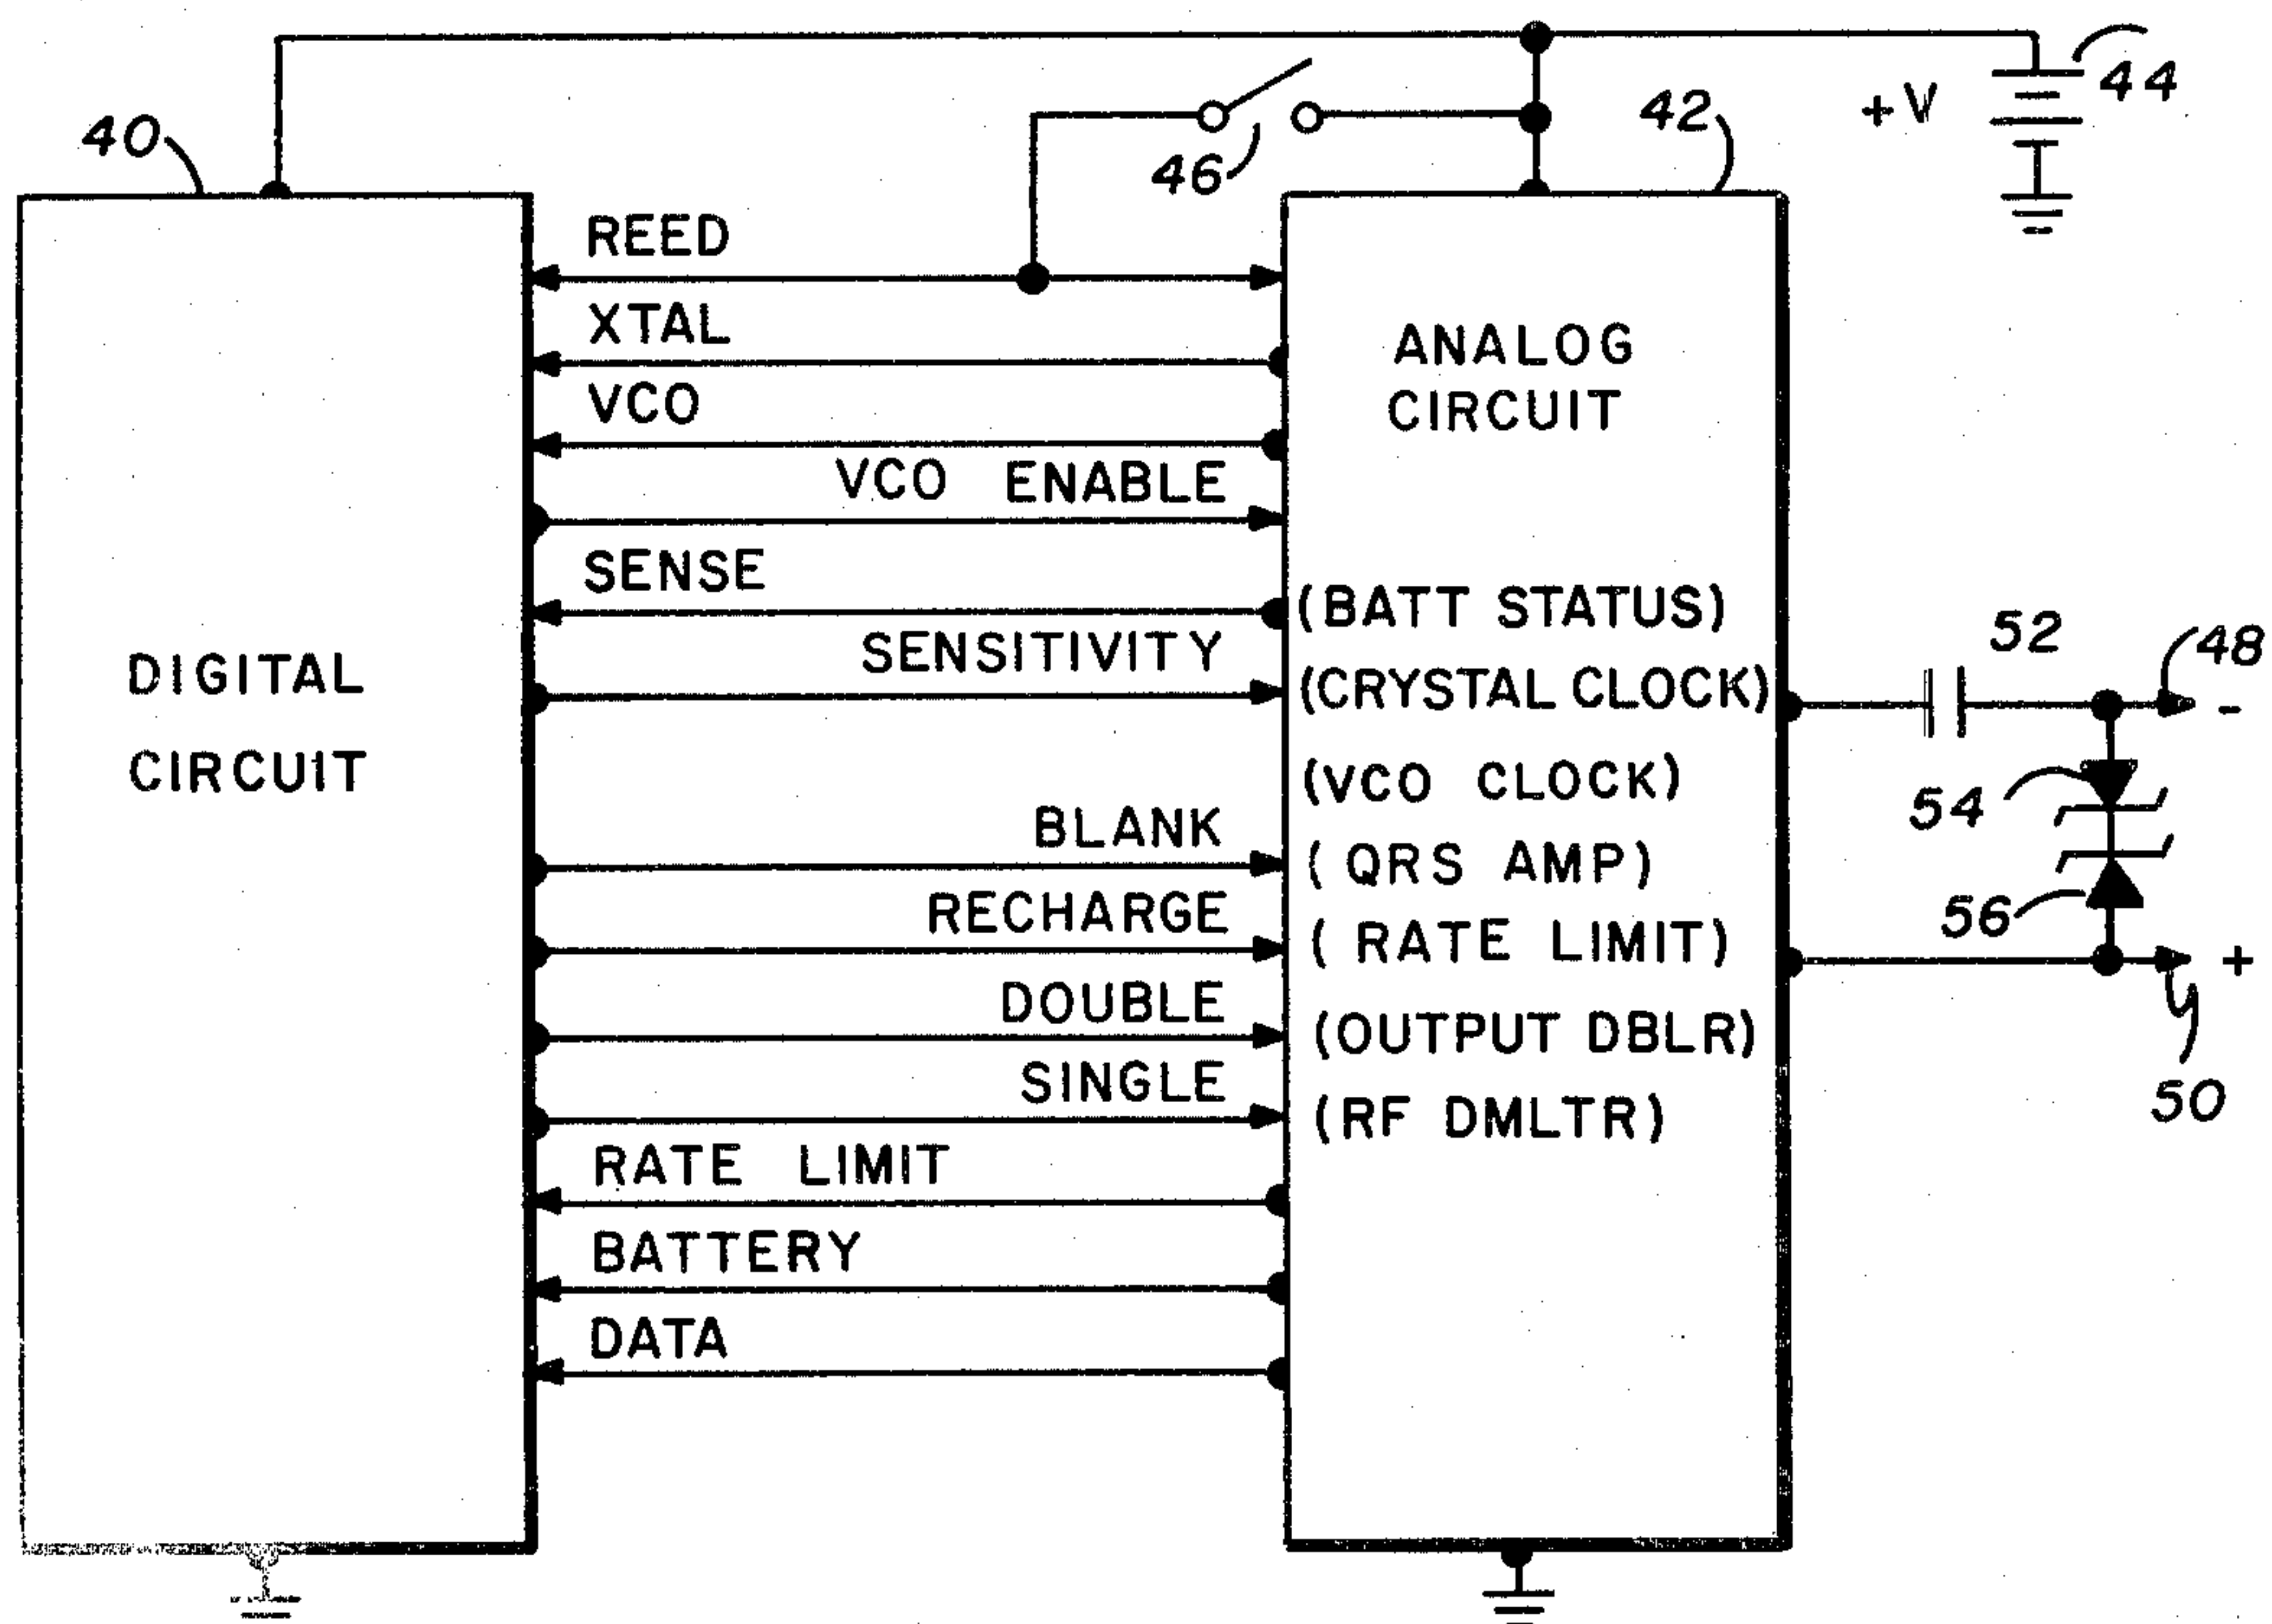 44
+V
42
40
46
REED
XTAL
ANALOG
CIRCUIT
VCO
VCO ENABLE
SENSE
(BATT STATUS)
SENSITIVITY
(CRYSTAL CLOCK)
52
48
-
DIGITAL
CIRCUIT
(VCO CLOCK)
54
BLANK
(QRS AMP)
RECHARGE
(RATE LIMIT)
56
+
DOUBLE
(OUTPUT DBLR)
50
SINGLE
(RF DMLTR)
RATE LIMIT
BATTERY
DATA